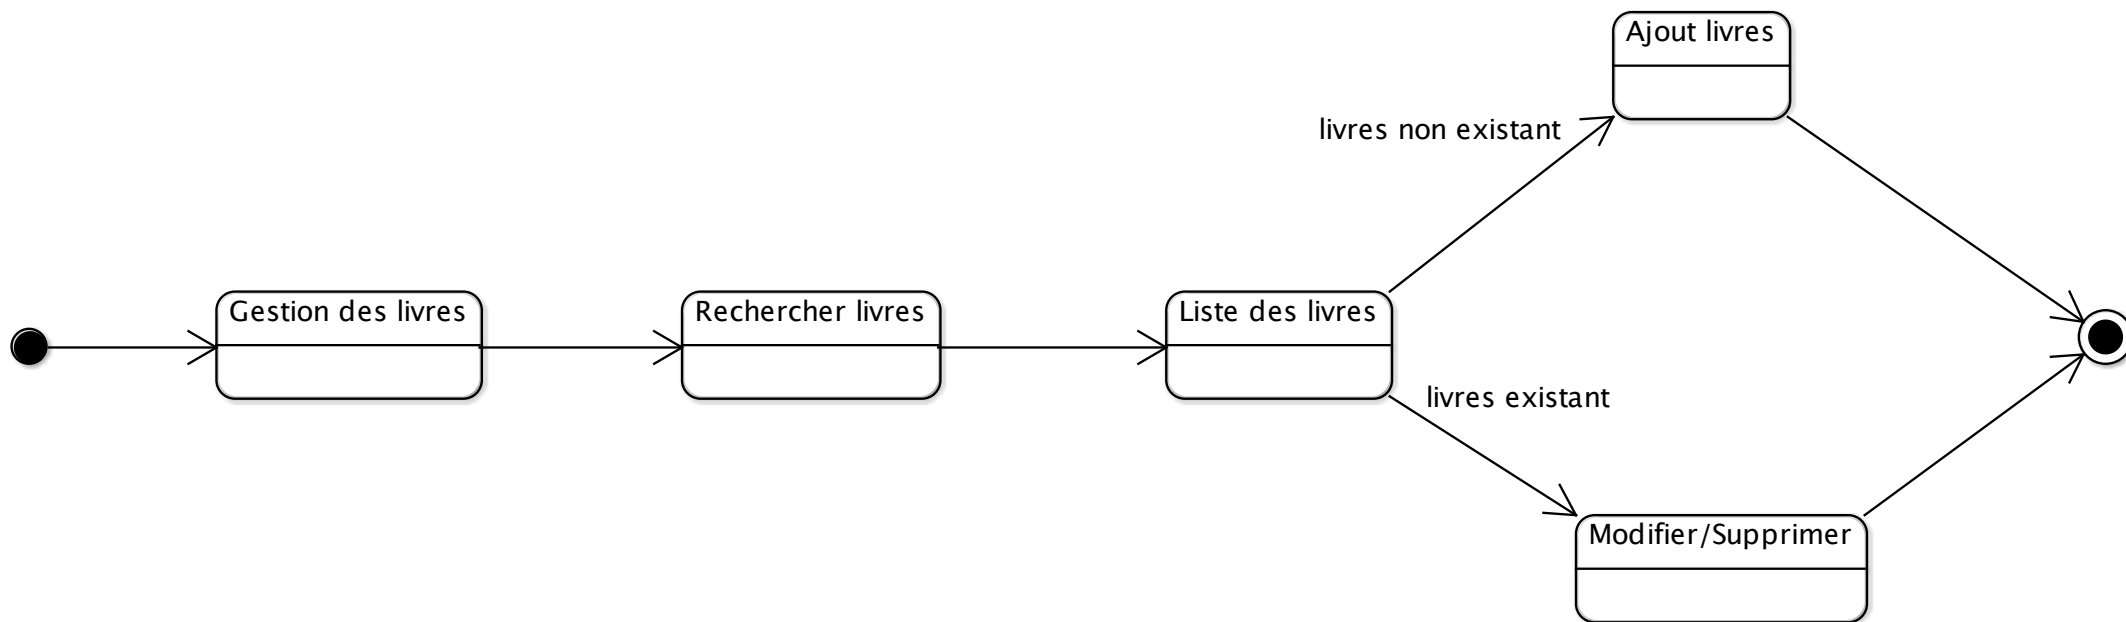 Ajout livres
livres non existant
Gestion des livres
Rechercher livres
Liste des livres
livres existant
Modifier/Supprimer